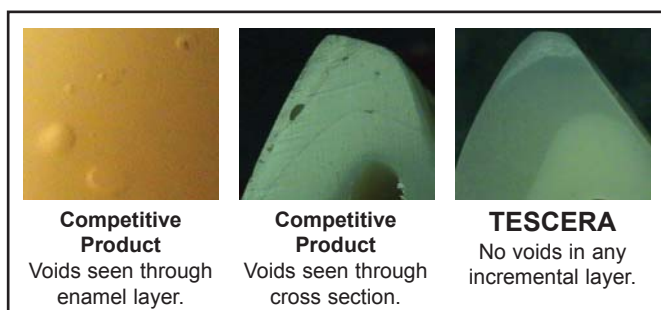 Competitive
Product
Voids seen through
enamel layer.
Competitive
Product
Voids seen through
cross section.
TESCERA
No voids in any
incremental layer.